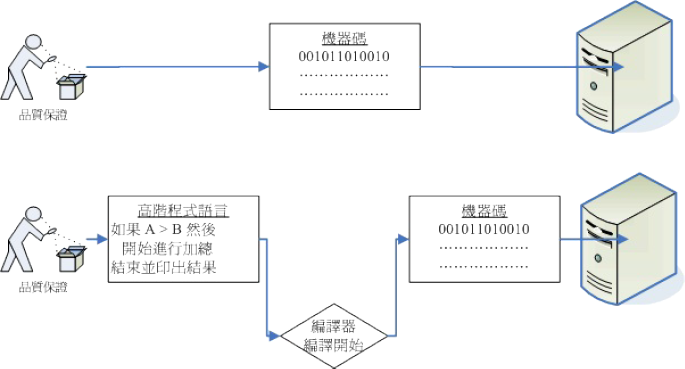 機器碼
001011010010
………………
………………
品質保證
高階程式語言
如果 A > B 然後
開始進行加總
結束並印出結果
機器碼
001011010010
………………
………………
品質保證
編譯器
編譯開始